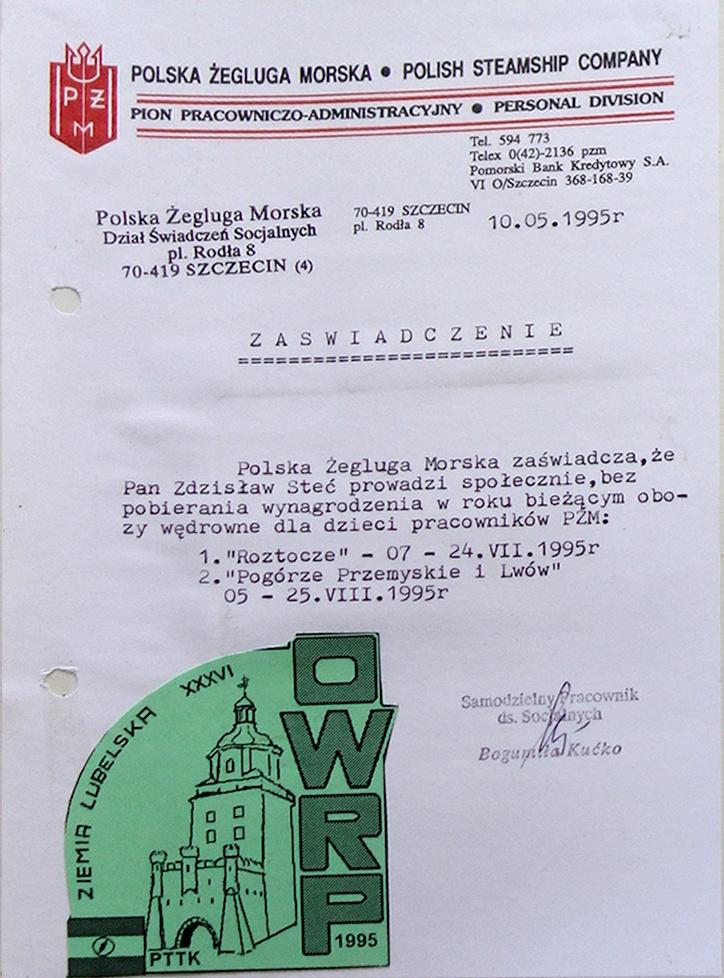 P Ż M
POLSKA ŻEGLUGA MORSKA ● POLISH STEAMSHIP COMPANY
PION PRACOWNICZO-ADMINISTRACYJNY ● PERSONAL DIVISION
Tel. 594 773
Telex 0(42)-2136 pzm
Pomorski Bank Kredytowy S.A.
VI O/Szczecin 368-168-39
Polska Żegluga Morska
Dział Świadczeń Socjalnych
pl. Rodła 8
70-419 SZCZECIN (4)
70-419 SZCZECIN
pl. Rodła 8
10.05.1995r
Z A S W I A D C Z E N I E
===========================
Polska Żegluga Morska zaświadcza,że
Pan Zdzisław Steć prowadzi społecznie,bez
pobierania wynagrodzenia w roku bieżącym obo-
zy wędrowne dla dzieci pracowników PŻM:
1."Roztocze" - 07 - 24.VII.1995r
2."Pogórze Przemyskie i Lwów"
05 - 25.VIII.1995r
Samodzielny Pracownik
ds. Socjalnych
Bogumiła Kućko
ZIEMIA LUBELSKA XXXVI
OWRP
PTTK
1995